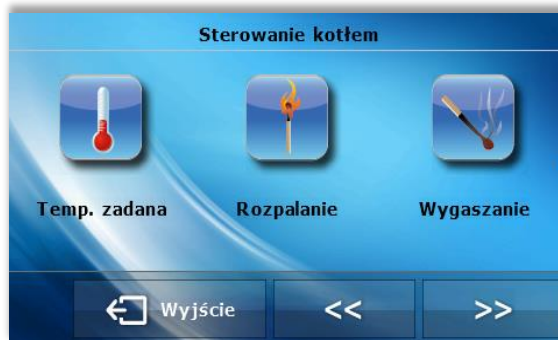 Sterowanie kotłem
Temp. zadana Rozpalanie Wygaszanie
Wyjście << >>